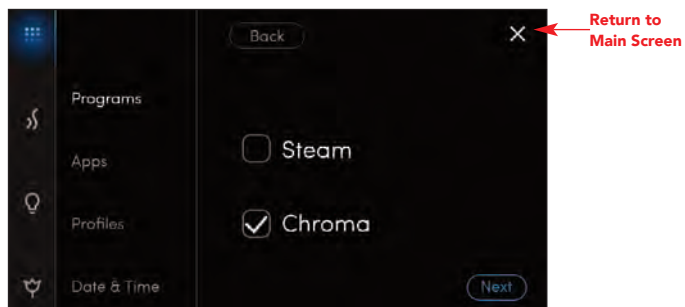 Back
Return to
Main Screen
Programs
Steam
Apps
Chroma
Profiles
Date & Time
Next